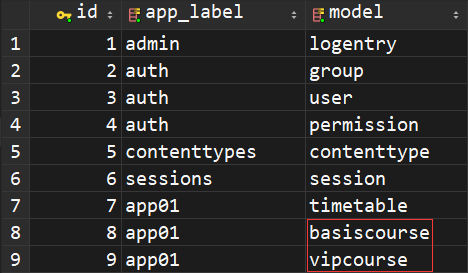 id app_label model
1 1 admin logentry
2 2 auth group
3 3 auth user
4 4 auth permission
5 5 contenttypes contenttype
6 6 sessions session
7 7 app01 timetable
8 8 app01 basiscourse
9 9 app01 vipcourse